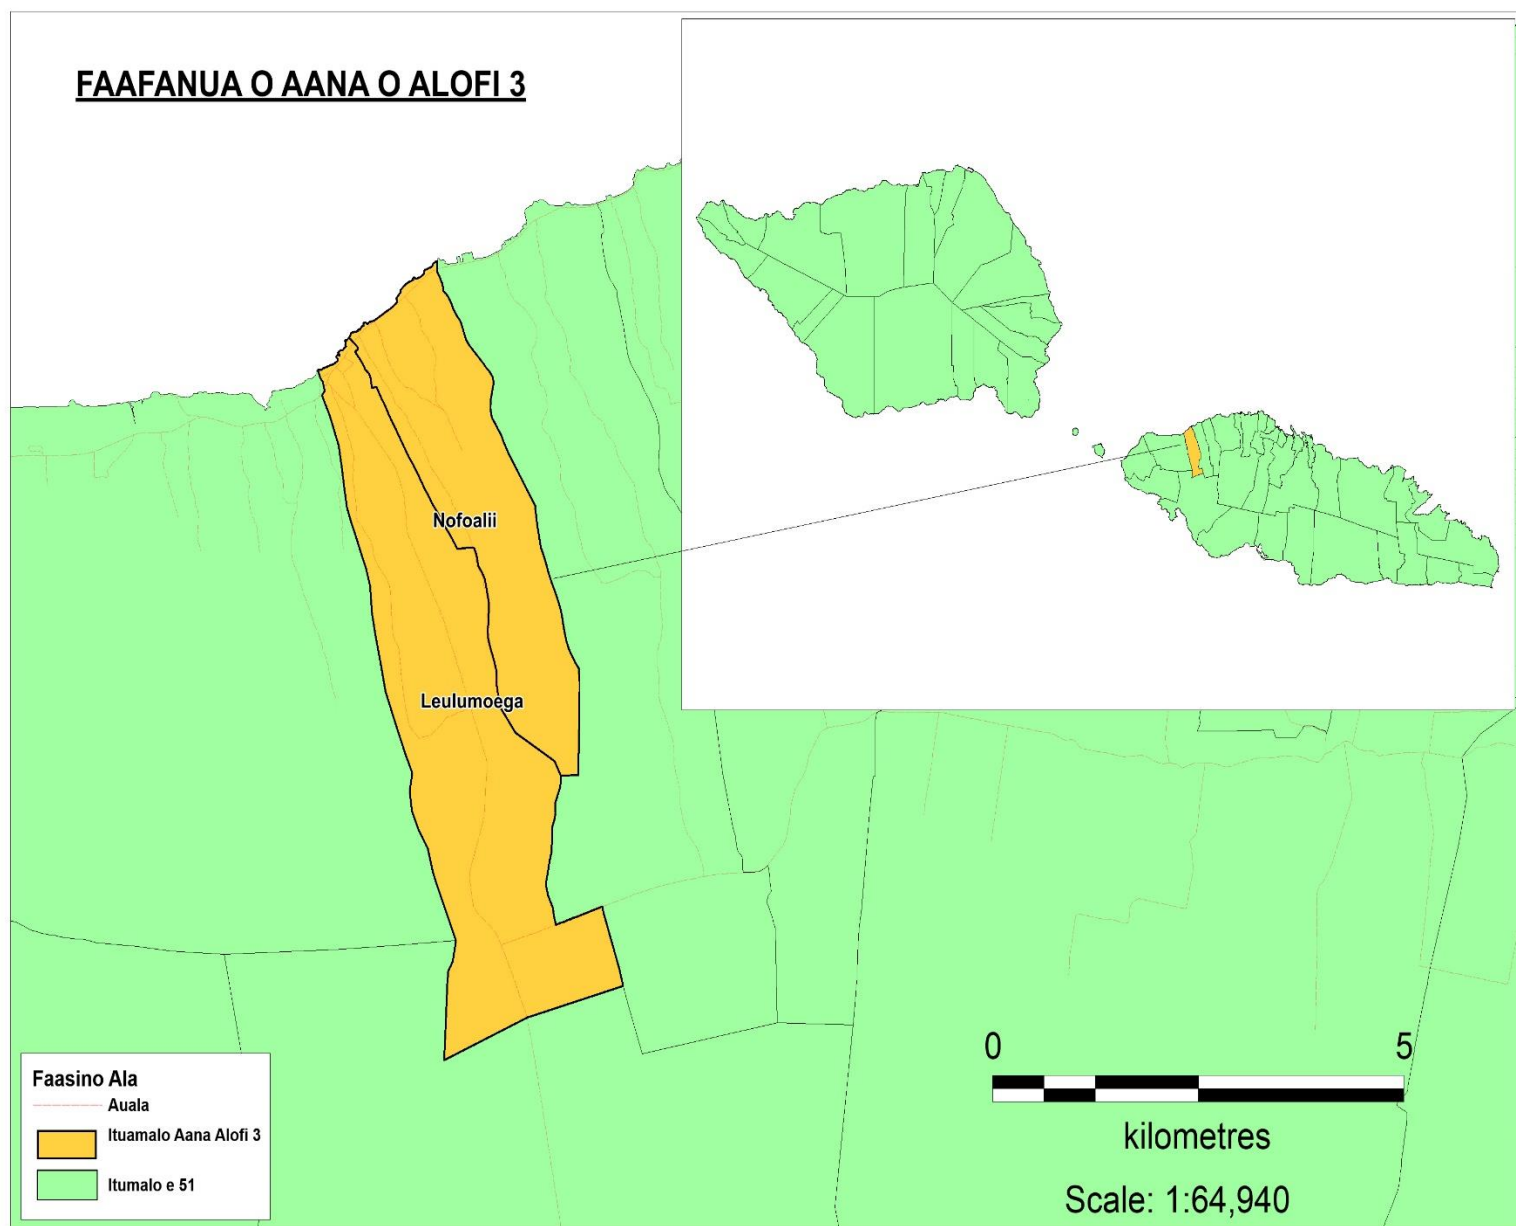 FAAFANUA O AANA O ALOFI 3
Nofoalii
Leulumoega
Faasino Ala
Auala
Ituamalo Aana Alofi 3
Itumalo e 51
0 5
kilometres
Scale: 1:64,940